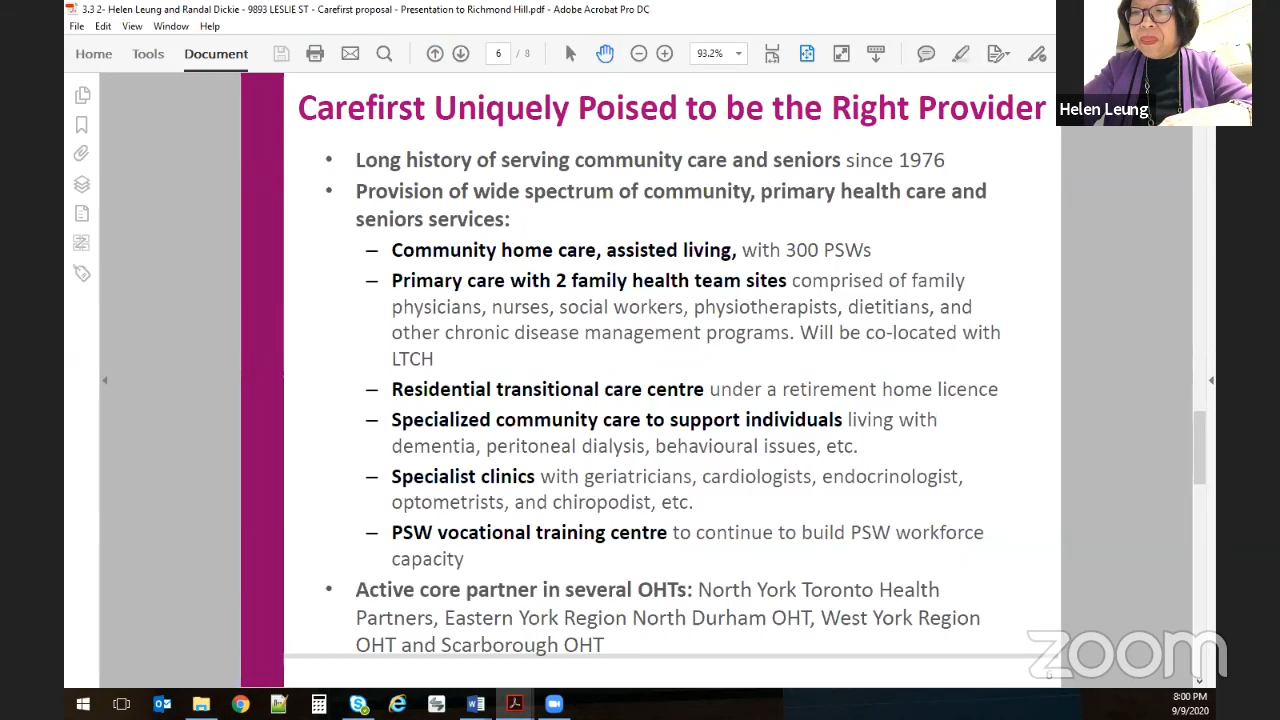 3.3 2- Helen Leung and Randal Dickie - 9893 LESLIE ST - Carefirst proposal - Presentation to Richmond Hill.pdf - Adobe Acrobat Pro DC
File Edit View Window Help
Home Tools Document 6 / 8 93.2%
Helen Leung
Carefirst Uniquely Poised to be the Right Provider
• Long history of serving community care and seniors since 1976
• Provision of wide spectrum of community, primary health care and
seniors services:
– Community home care, assisted living, with 300 PSWs
– Primary care with 2 family health team sites comprised of family
physicians, nurses, social workers, physiotherapists, dietitians, and
other chronic disease management programs. Will be co-located with
LTCH
– Residential transitional care centre under a retirement home licence
– Specialized community care to support individuals living with
dementia, peritoneal dialysis, behavioural issues, etc.
– Specialist clinics with geriatricians, cardiologists, endocrinologist,
optometrists, and chiropodist, etc.
– PSW vocational training centre to continue to build PSW workforce
capacity
• Active core partner in several OHTs: North York Toronto Health
Partners, Eastern York Region North Durham OHT, West York Region
OHT and Scarborough OHT
zoom
8:00 PM
9/9/2020